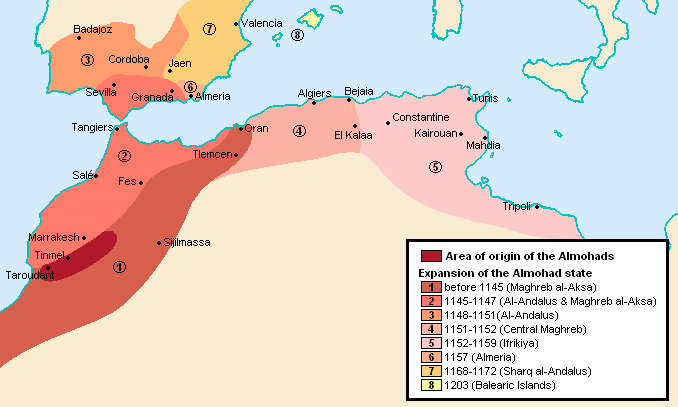 7
Valencia
8
Badajoz
3
Cordoba
Jaen
6
Sevilla
Granada
Almeria
Algiers
Bejaia
Tunis
Tangiers
Oran
4
El Kalaa
Constantine
Kairouan
Mahdia
2
Tlemcen
5
Salé
Fes
Tripoli
Marrakesh
Sijilmassa
Tinmel
Taroudant
1
Area of origin of the Almohads
Expansion of the Almohad state
1 before 1145 (Maghreb al-Aksa)
2 1145-1147 (Al-Andalus & Maghreb al-Aksa)
3 1148-1151(Al-Andalus)
4 1151-1152 (Central Maghreb)
5 1152-1159 (Ifrikiya)
6 1157 (Almeria)
7 1168-1172 (Sharq al-Andalus)
8 1203 (Balearic Islands)